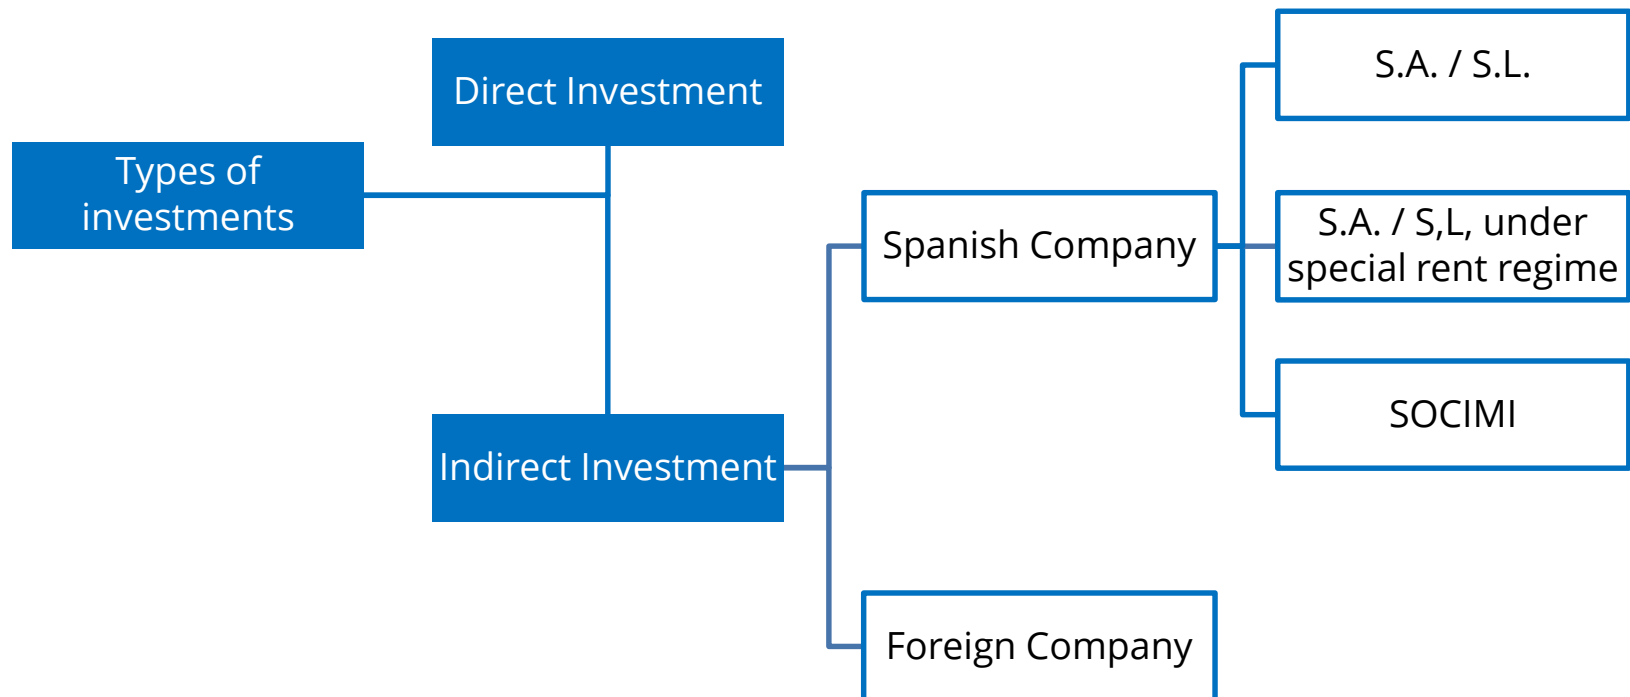 Types of
investments
Direct Investment
Indirect Investment
Spanish Company
Foreign Company
S.A. / S.L.
S.A. / S,L, under
special rent regime
SOCIMI